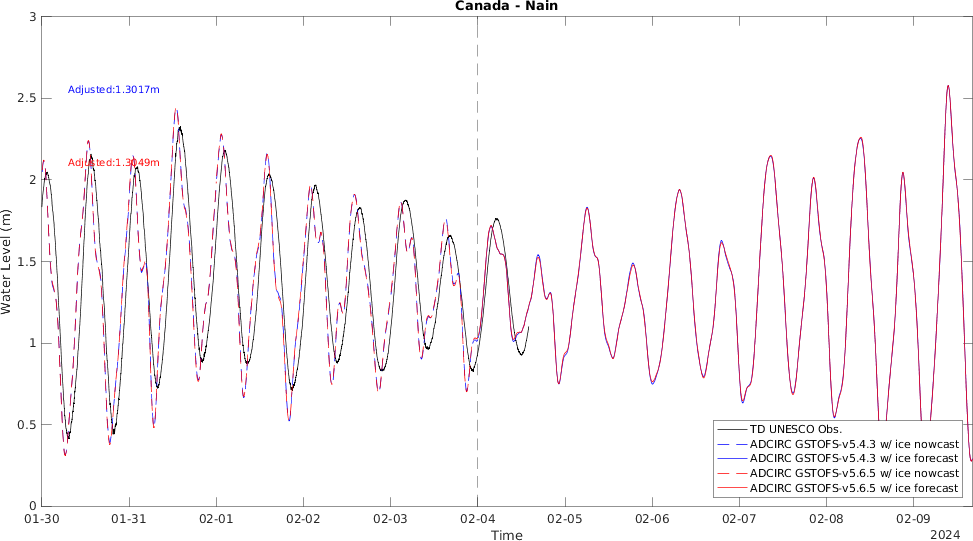 Canada - Nain
3
2.5
2
1.5
1
0.5
0
Water Level (m)
Adjusted:1.3017m
Adjusted:1.3049m
TD UNESCO Obs.
ADCIRC GSTOFS-v5.4.3 w/ ice nowcast
ADCIRC GSTOFS-v5.4.3 w/ ice forecast
ADCIRC GSTOFS-v5.6.5 w/ ice nowcast
ADCIRC GSTOFS-v5.6.5 w/ ice forecast
01-30 01-31 02-01 02-02 02-03 02-04 02-05 02-06 02-07 02-08 02-09
Time
2024